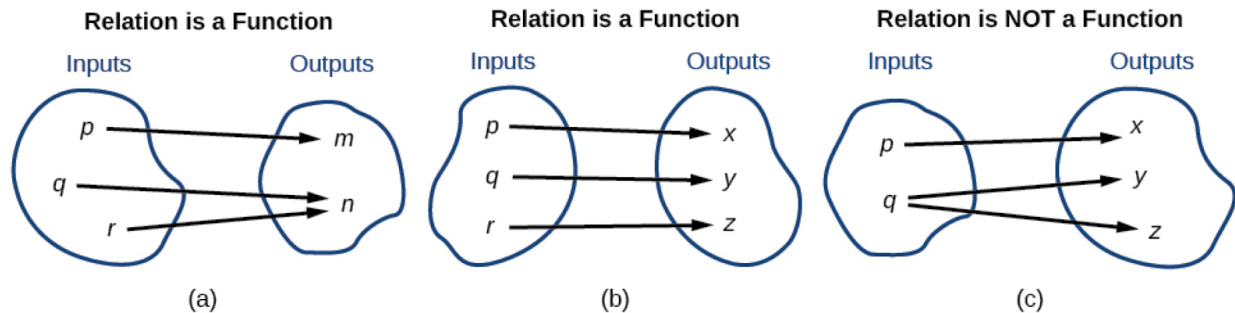 Relation is a Function
Inputs Outputs
p m
q n
r
(a)
Relation is a Function
Inputs Outputs
p x
q y
r z
(b)
Relation is NOT a Function
Inputs Outputs
p x
q y
z
(c)